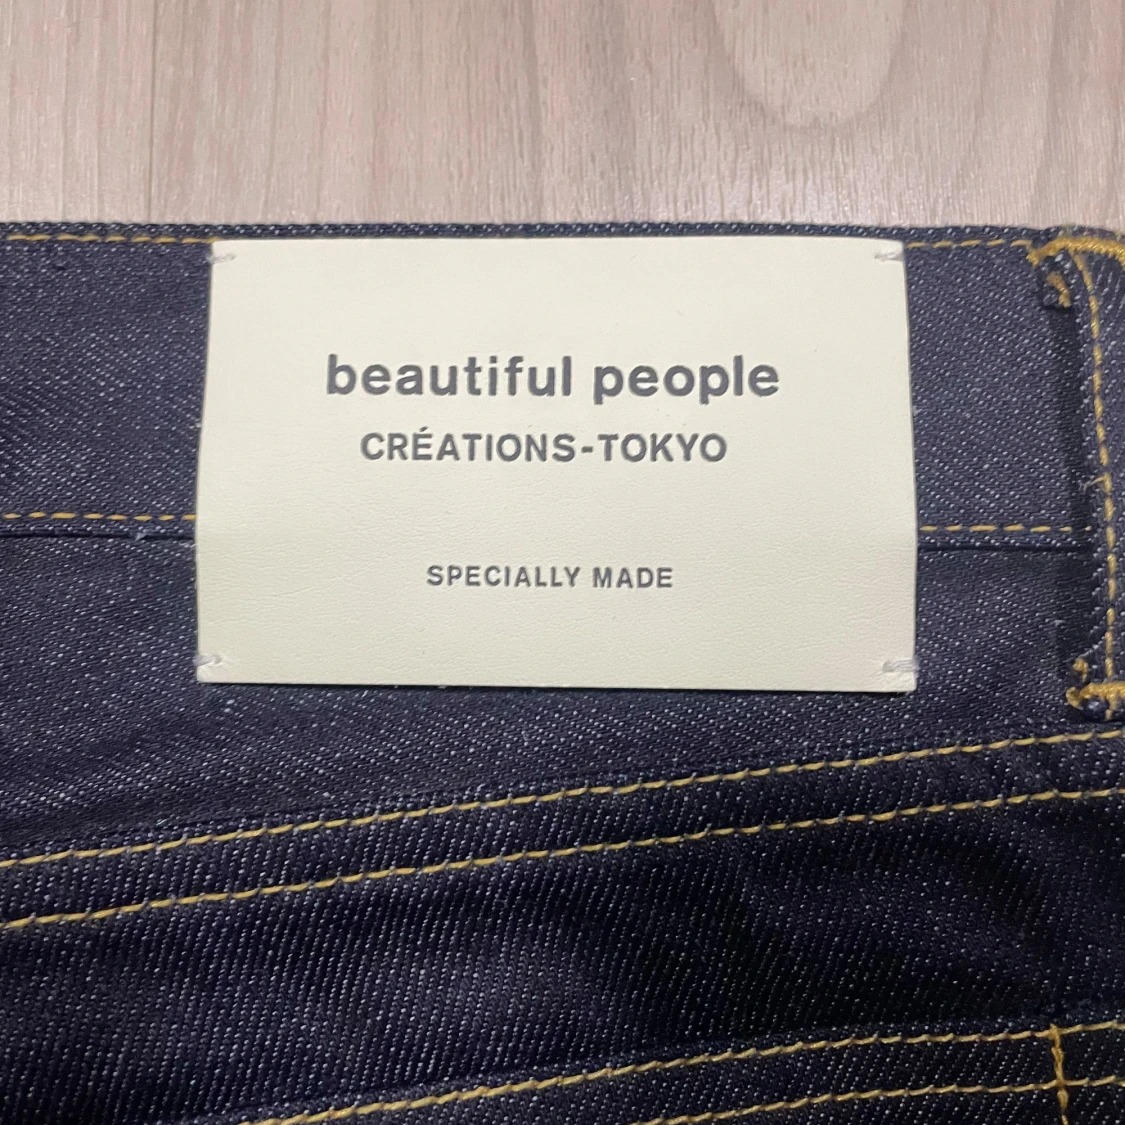 beautiful people
CRÉATIONS-TOKYO
SPECIALLY MADE